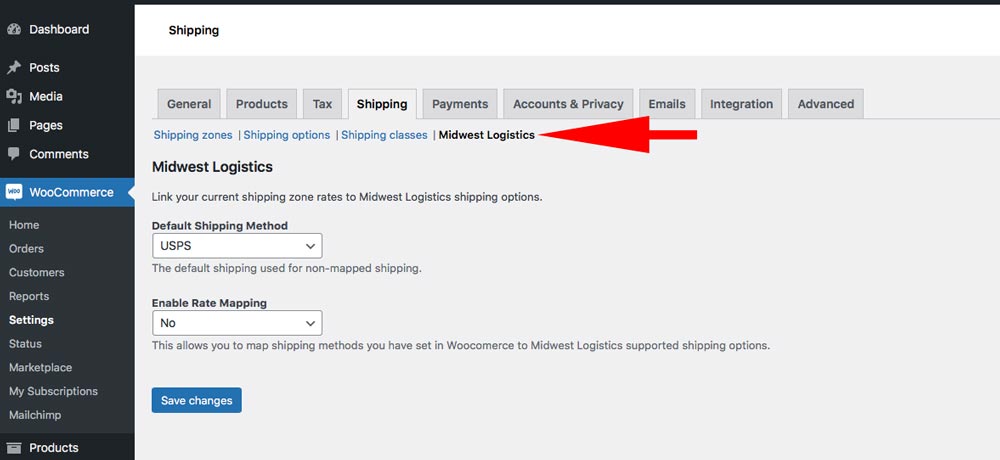 Dashboard
Posts
Media
Pages
Comments
WOO WooCommerce
Home
Orders
Customers
Reports
Settings
Status
Marketplace
My Subscriptions
Mailchimp
Products
Shipping
General Products Tax Shipping Payments Accounts & Privacy Emails Integration Advanced
Shipping zones | Shipping options | Shipping classes | Midwest Logistics
Midwest Logistics
Link your current shipping zone rates to Midwest Logistics shipping options.
Default Shipping Method
USPS
The default shipping used for non-mapped shipping.
Enable Rate Mapping
No
This allows you to map shipping methods you have set in Woocomerce to Midwest Logistics supported shipping options.
Save changes